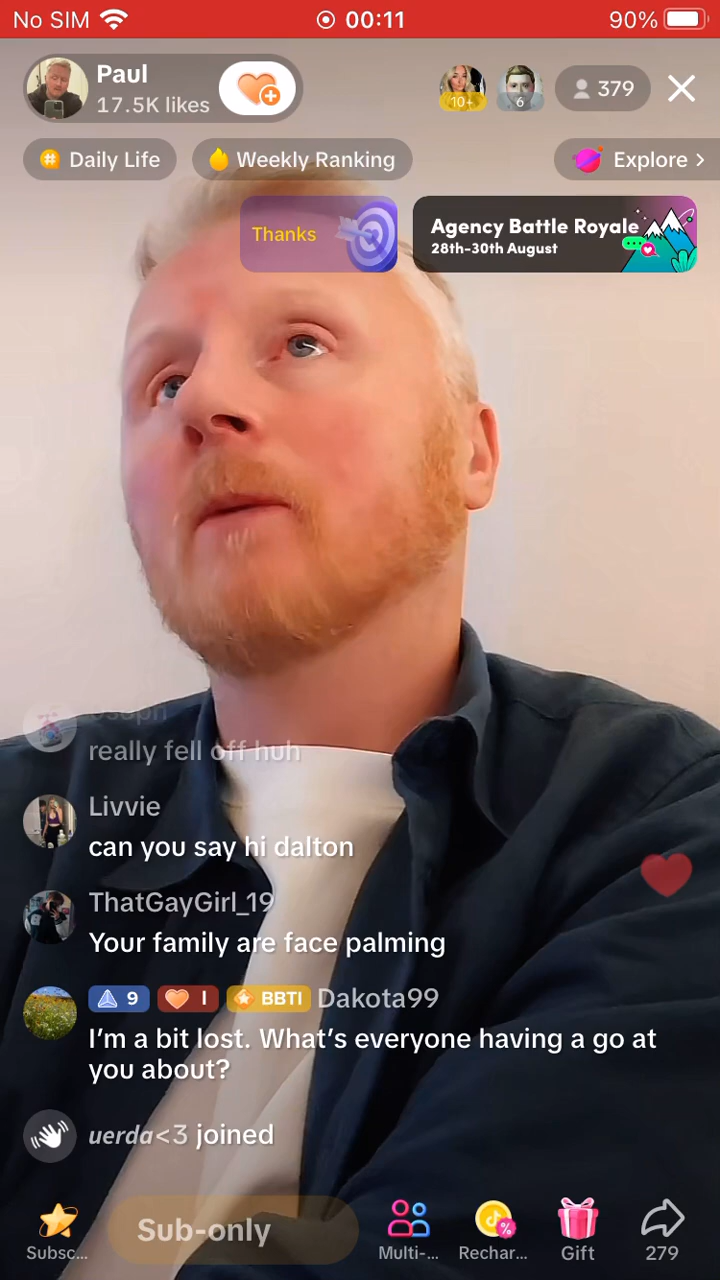 No SIM 00:11 90%
Paul
17.5K likes
10+ 6 379
Daily Life Weekly Ranking Explore >
Thanks
Agency Battle Royale
28th-30th August
really fell off huh
Livvie
can you say hi dalton
ThatGayGirl_19
Your family are face palming
9 I BBTI Dakota99
I'm a bit lost. What's everyone having a go at
you about?
uerda<3 joined
Sub-only
Subsc... Multi-... Rechar... Gift 279